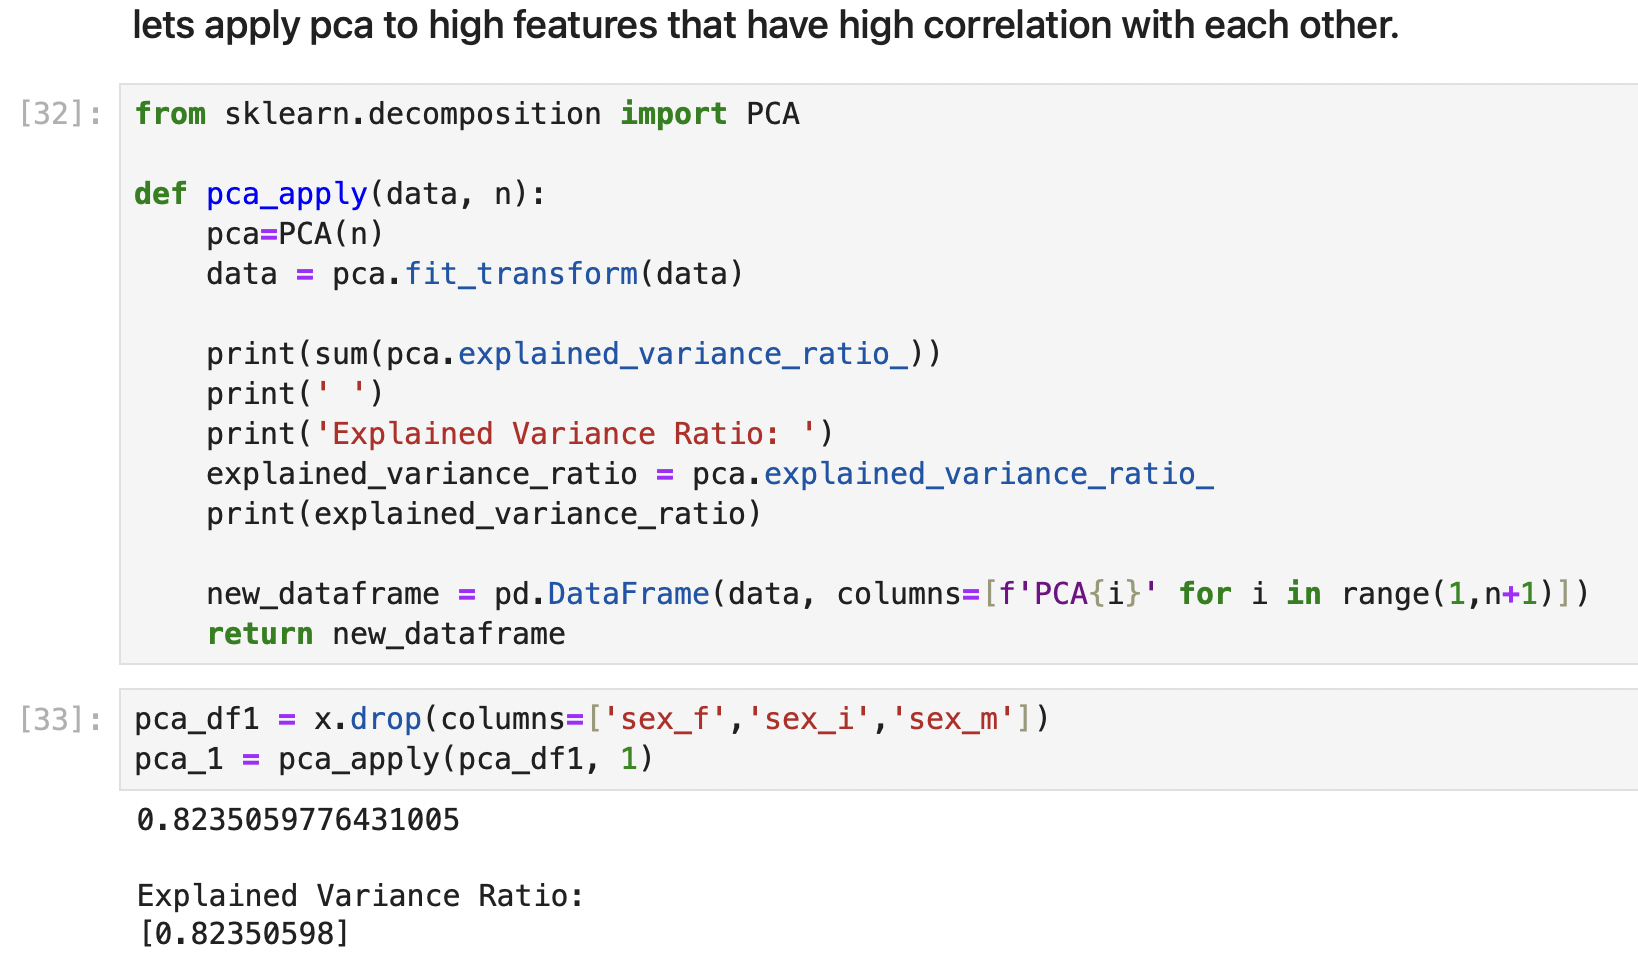 lets apply pca to high features that have high correlation with each other.
[32]:
from sklearn.decomposition import PCA
def pca_apply(data, n):
    pca=PCA(n)
    data = pca.fit_transform(data)
    print(sum(pca.explained_variance_ratio_))
    print(' ')
    print('Explained Variance Ratio: ')
    explained_variance_ratio = pca.explained_variance_ratio_
    print(explained_variance_ratio)
    new_dataframe = pd.DataFrame(data, columns=[f'PCA{i}' for i in range(1,n+1)])
    return new_dataframe
[33]:
pca_df1 = x.drop(columns=['sex_f','sex_i','sex_m'])
pca_1 = pca_apply(pca_df1, 1)
0.8235059776431005
Explained Variance Ratio:
[0.82350598]